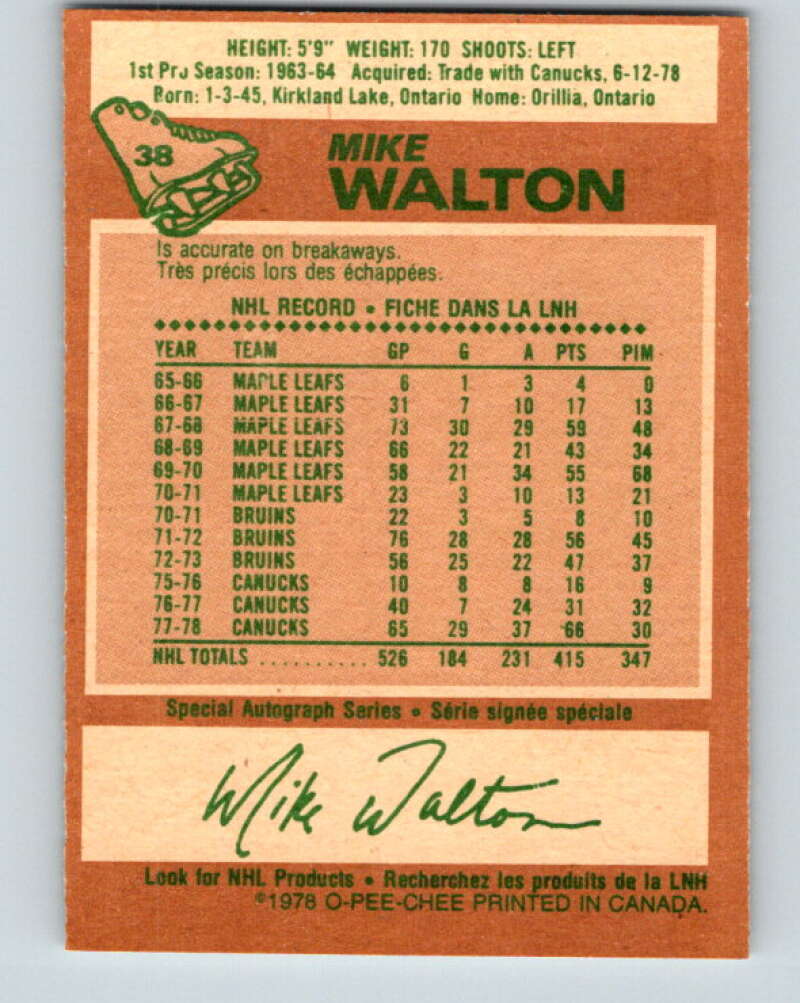 HEIGHT: 5'9" WEIGHT: 170 SHOOTS: LEFT
1st Pro Season: 1963-64 Acquired: Trade with Canucks, 6-12-78
Born: 1-3-45, Kirkland Lake, Ontario Home: Orillia, Ontario
38
MIKE
WALTON
Is accurate on breakaways.
Très précis lors des échappées.
NHL RECORD • FICHE DANS LA LNH
YEAR TEAM GP G A PTS PIM
65-66 MAPLE LEAFS 6 1 3 4 0
66-67 MAPLE LEAFS 31 7 10 17 13
67-68 MAPLE LEAFS 73 30 29 59 48
68-69 MAPLE LEAFS 66 22 21 43 34
69-70 MAPLE LEAFS 58 21 34 55 68
70-71 MAPLE LEAFS 23 3 10 13 21
70-71 BRUINS 22 3 5 8 10
71-72 BRUINS 76 28 28 56 45
72-73 BRUINS 56 25 22 47 37
75-76 CANUCKS 10 8 8 16 9
76-77 CANUCKS 40 7 24 31 32
77-78 CANUCKS 65 29 37 66 30
NHL TOTALS .......... 526 184 231 415 347
Special Autograph Series • Série signée spéciale
Mike Walton
Look for NHL Products • Recherchez les produits de la LNH
©1978 O-PEE-CHEE PRINTED IN CANADA.